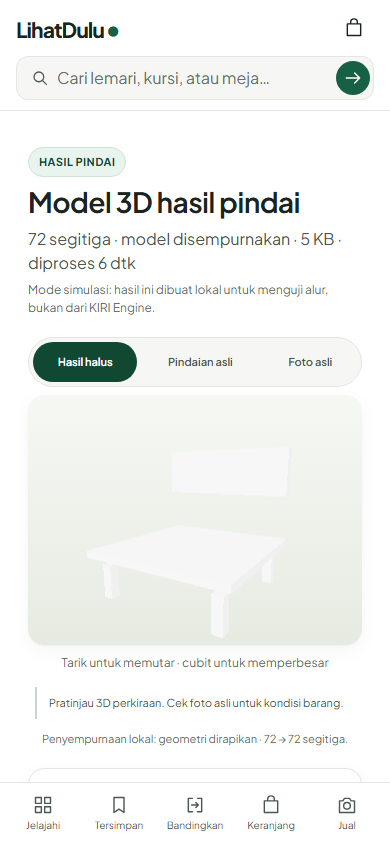 LihatDulu
Cari lemari, kursi, atau meja...
HASIL PINDAI
Model 3D hasil pindai
72 segitiga · model disempurnakan · 5 KB ·
diproses 6 dtk
Mode simulasi: hasil ini dibuat lokal untuk menguji alur,
bukan dari KIRI Engine.
Hasil halus Pindaian asli Foto asli
Tarik untuk memutar · cubit untuk memperbesar
Pratinjau 3D perkiraan. Cek foto asli untuk kondisi barang.
Penyempurnaan lokal: geometri dirapikan · 72 → 72 segitiga.
Jelajahi Tersimpan Bandingkan Keranjang Jual